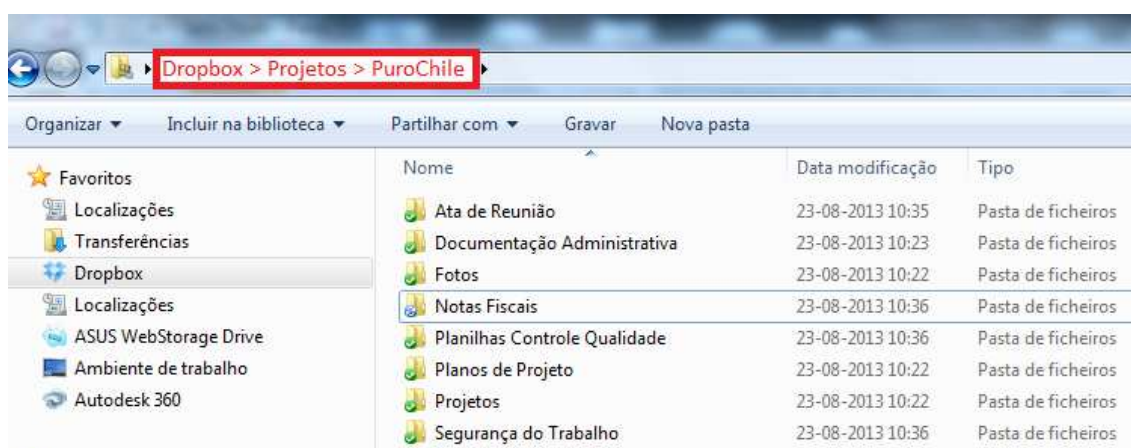 Dropbox > Projetos > PuroChile
Organizar Incluir na biblioteca Partilhar com Gravar Nova pasta
Nome Data modificação Tipo
Favoritos
Localizações
Transferências
Dropbox
Localizações
ASUS WebStorage Drive
Ambiente de trabalho
Autodesk 360
Ata de Reunião 23-08-2013 10:35 Pasta de ficheiros
Documentação Administrativa 23-08-2013 10:23 Pasta de ficheiros
Fotos 23-08-2013 10:22 Pasta de ficheiros
Notas Fiscais 23-08-2013 10:36 Pasta de ficheiros
Planilhas Controle Qualidade 23-08-2013 10:36 Pasta de ficheiros
Planos de Projeto 23-08-2013 10:22 Pasta de ficheiros
Projetos 23-08-2013 10:22 Pasta de ficheiros
Segurança do Trabalho 23-08-2013 10:36 Pasta de ficheiros